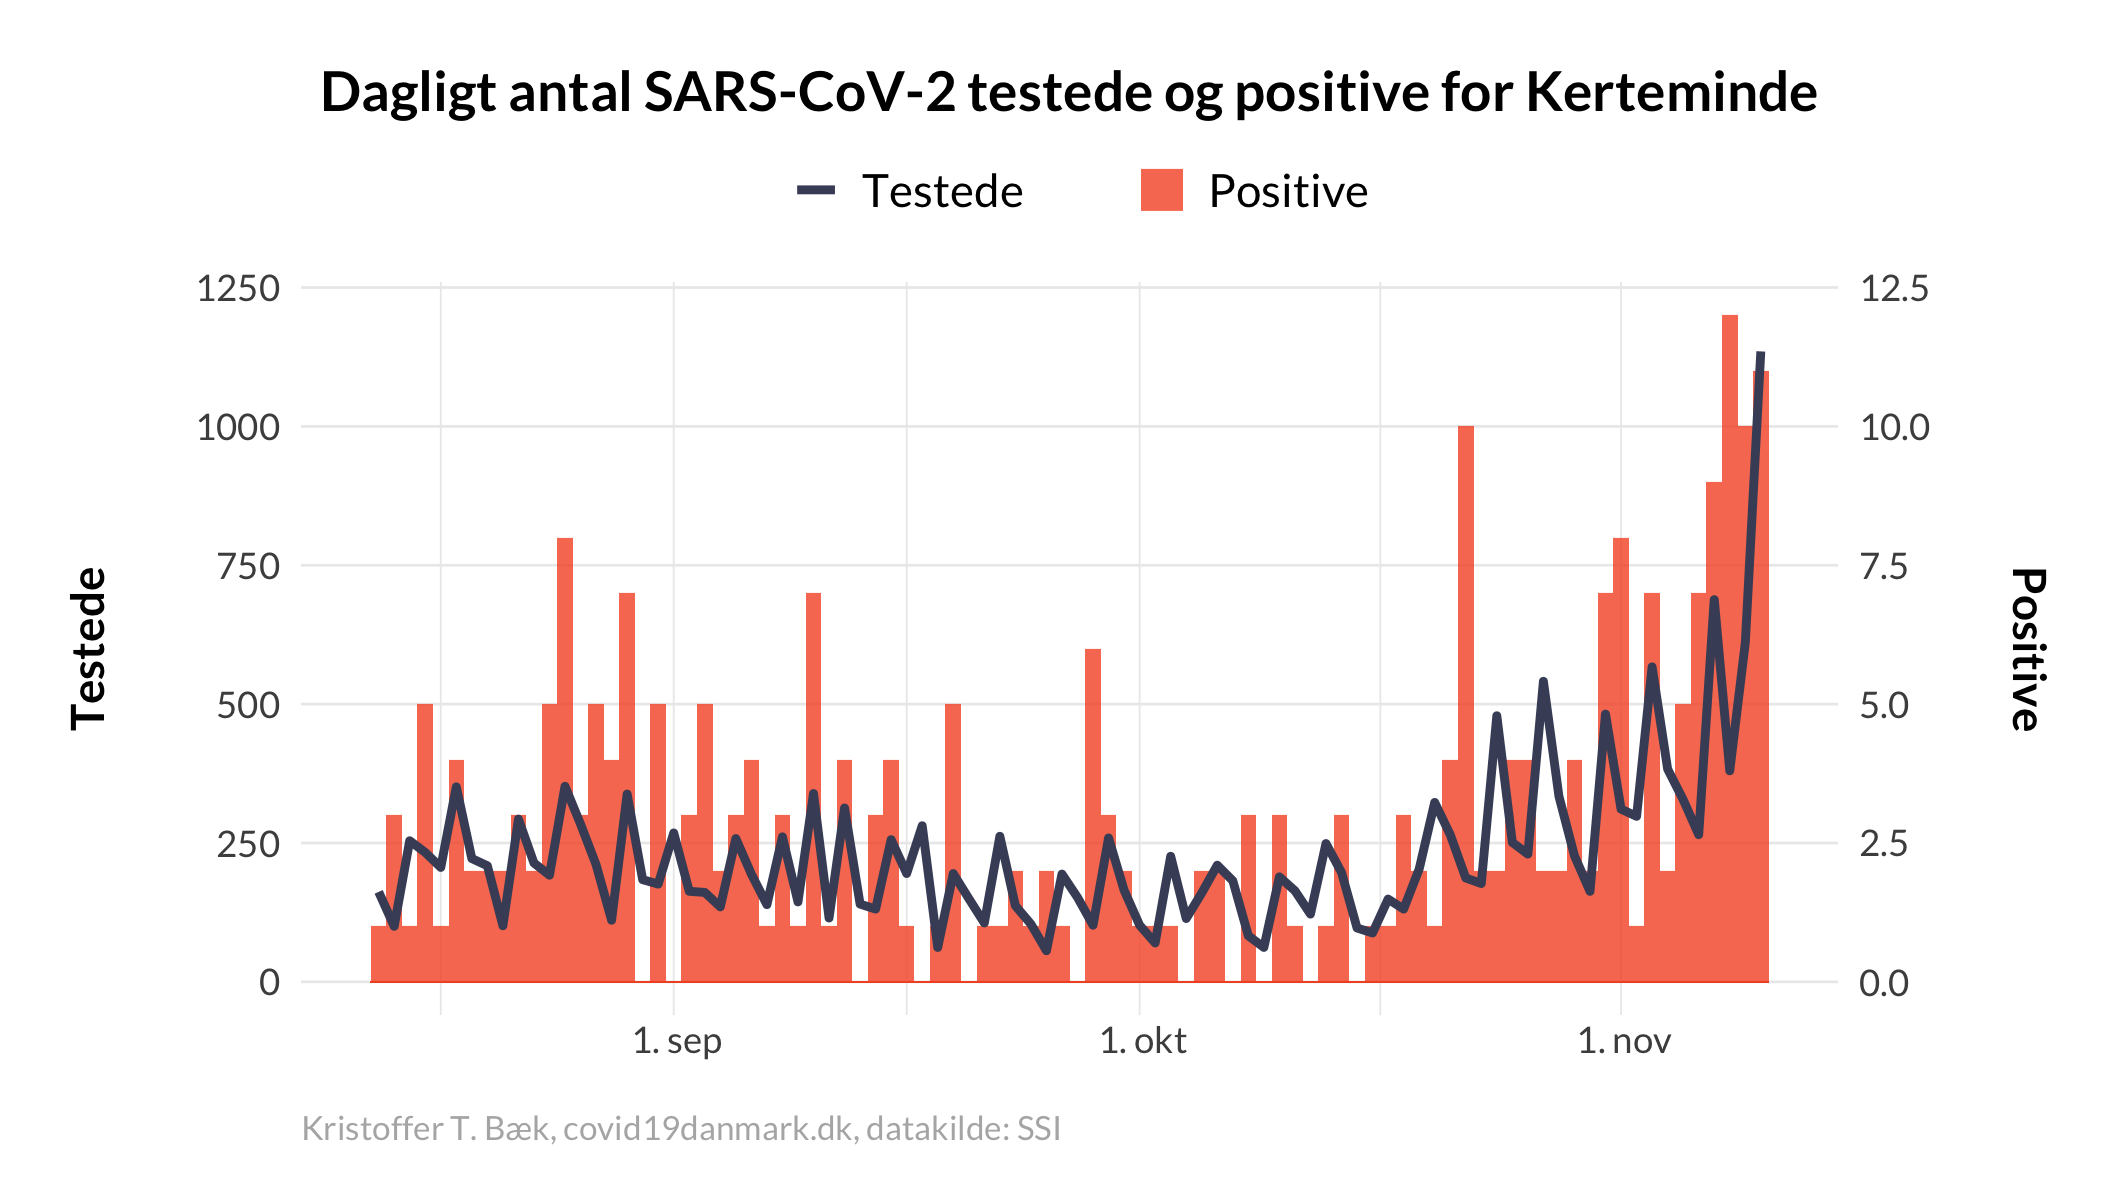 Dagligt antal SARS-CoV-2 testede og positive for Kerteminde
Testede
Positive
1250
1000
750
500
250
0
Testede
12.5
10.0
7.5
5.0
2.5
0.0
Positive
1. sep
1. okt
1. nov
Kristoffer T. Bæk, covid19danmark.dk, datakilde: SSI